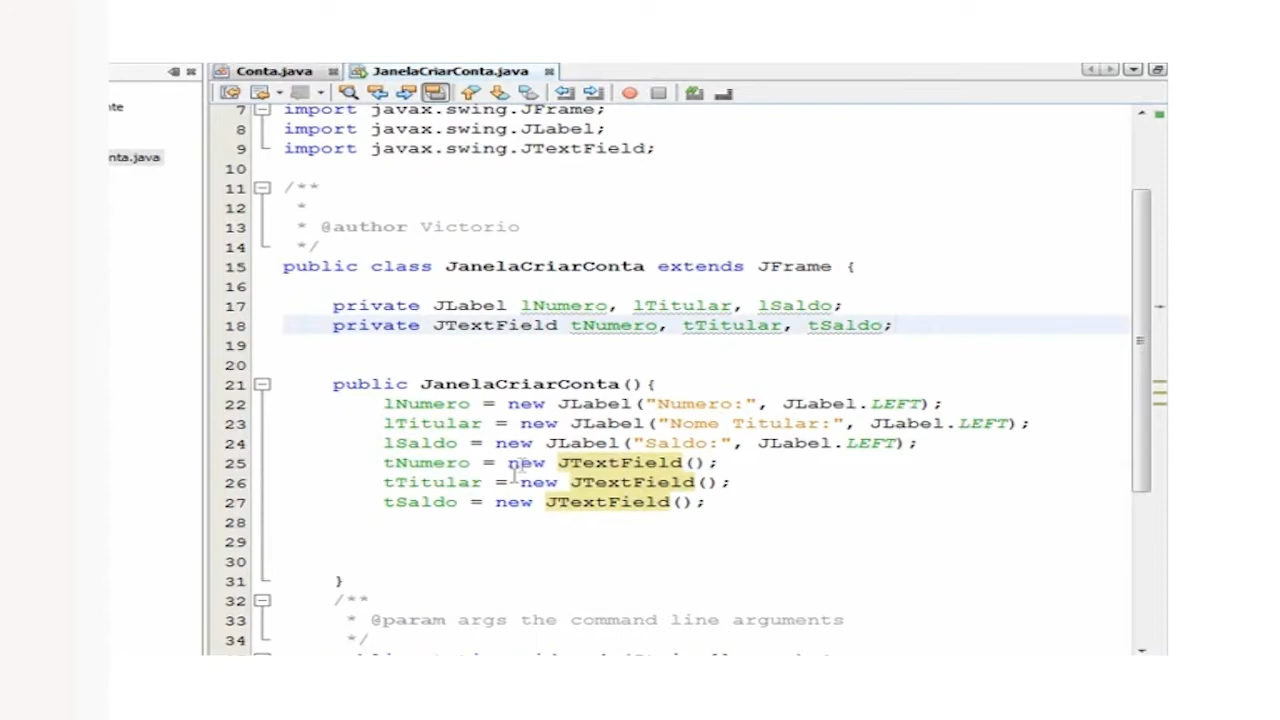 Conta.java JanelaCriarConta.java
nte
nta.java
7 import javax.swing.JFrame;
8 import javax.swing.JLabel;
9 import javax.swing.JTextField;
10
11 /**
12 *
13 * @author Victorio
14 */
15 public class JanelaCriarConta extends JFrame {
16
17 private JLabel lNumero, lTitular, lSaldo;
18 private JTextField tNumero, tTitular, tSaldo;
19
20
21 public JanelaCriarConta(){
22 lNumero = new JLabel("Numero:", JLabel.LEFT);
23 lTitular = new JLabel("Nome Titular:", JLabel.LEFT);
24 lSaldo = new JLabel("Saldo:", JLabel.LEFT);
25 tNumero = new JTextField();
26 tTitular = new JTextField();
27 tSaldo = new JTextField();
28
29
30
31 }
32 /**
33 * @param args the command line arguments
34 */